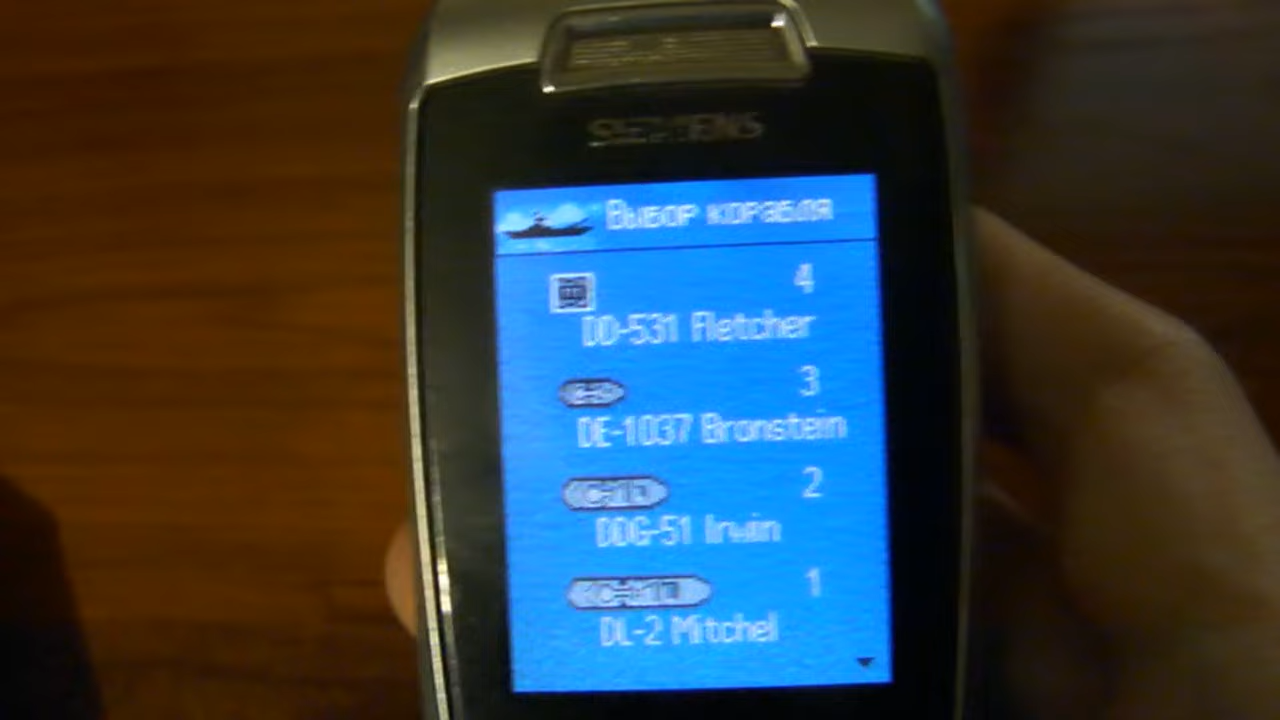 SIEMENS
Выбор корабля
4
DD-531 Fletcher
3
DE-1037 Bronstein
2
DDG-51 Irwin
1
DL-2 Mitchel